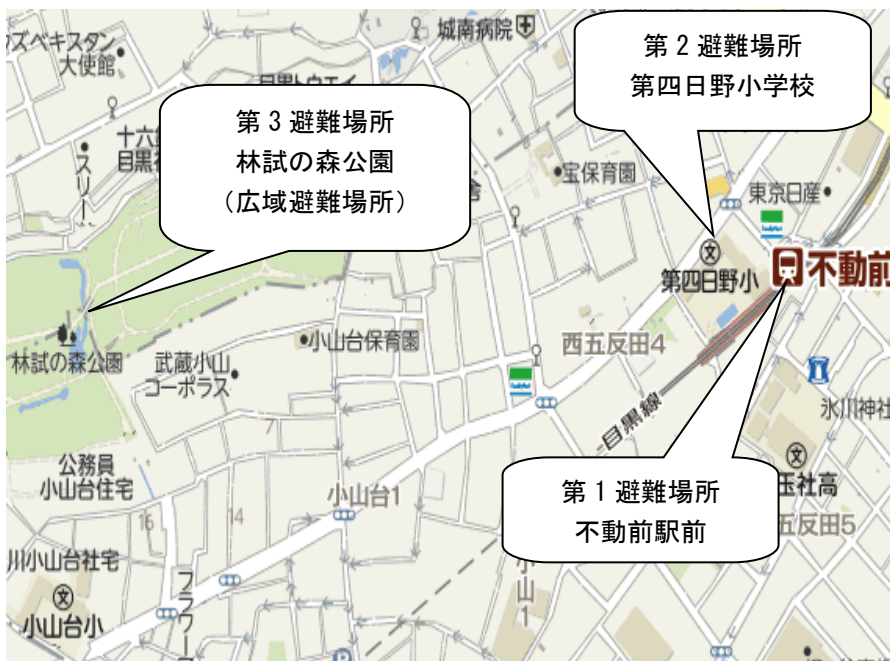 城南病院
ズベキスタン
大使館
第2避難場所
第四日野小学校
第3避難場所
林試の森公園
(広域避難場所)
十六
目黒
スリー
宝保育園
東京日産
FamilyMart
第四日野小
不動前
林試の森公園
武蔵小山
コーポラス
小山台保育園
西五反田4
FamilyMart
目黒線
氷川神社
7
公務員
小山台住宅
小山台1
第1避難場所
不動前駅前
玉社高
五反田5
16
14
川小山台社宅
フラワー
小山1
小山台小